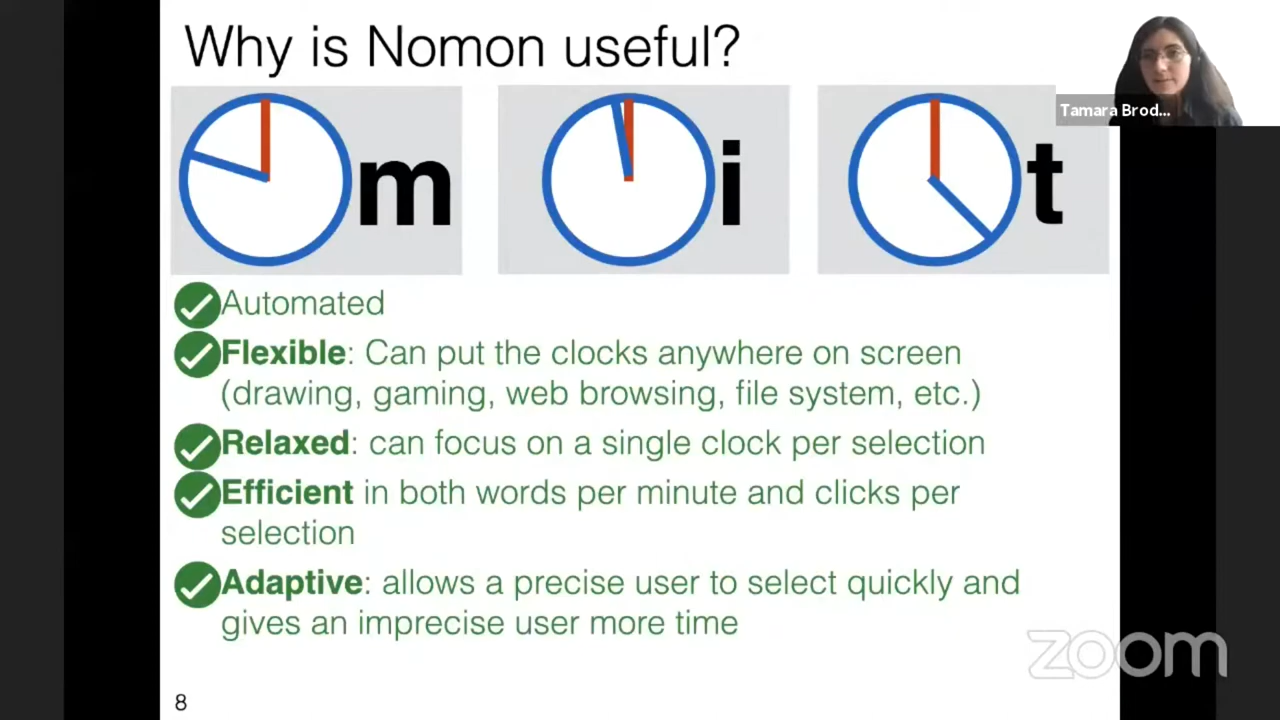 Why is Nomon useful?
Tamara Brod...
m
i
t
Automated
Flexible: Can put the clocks anywhere on screen
(drawing, gaming, web browsing, file system, etc.)
Relaxed: can focus on a single clock per selection
Efficient in both words per minute and clicks per
selection
Adaptive: allows a precise user to select quickly and
gives an imprecise user more time
zoom
8